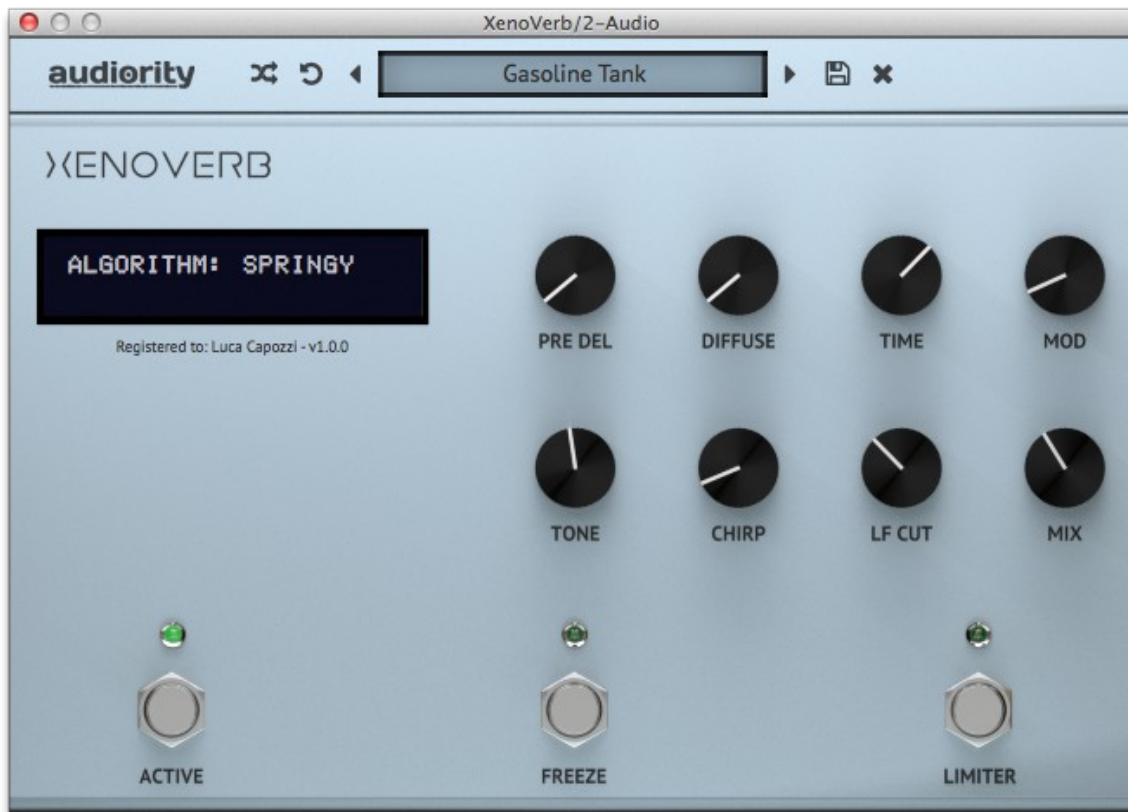 XenoVerb/2-Audio
audiority
Gasoline Tank
XENOVERB
ALGORITHM: SPRINGY
Registered to: Luca Capozzi - v1.0.0
PRE DEL DIFFUSE TIME MOD
TONE CHIRP LF CUT MIX
ACTIVE FREEZE LIMITER